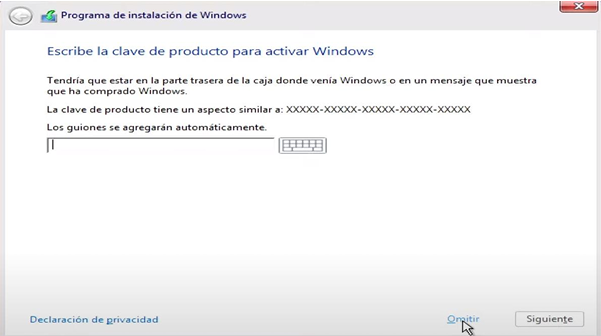 Programa de instalación de Windows
Escribe la clave de producto para activar Windows
Tendría que estar en la parte trasera de la caja donde venía Windows o en un mensaje que muestra
que ha comprado Windows.
La clave de producto tiene un aspecto similar a: XXXXX-XXXXX-XXXXX-XXXXX-XXXXX
Los guiones se agregarán automáticamente.
Declaración de privacidad
Omitir
Siguiente